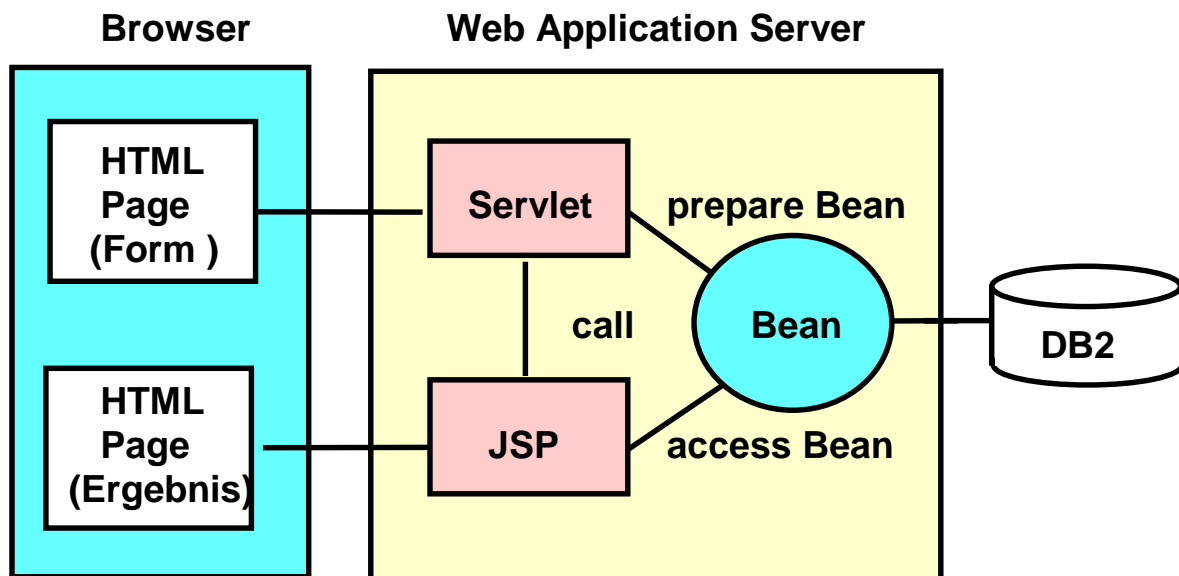 Browser
Web Application Server
HTML
Page
(Form )
Servlet
prepare Bean
call
Bean
DB2
HTML
Page
(Ergebnis)
JSP
access Bean